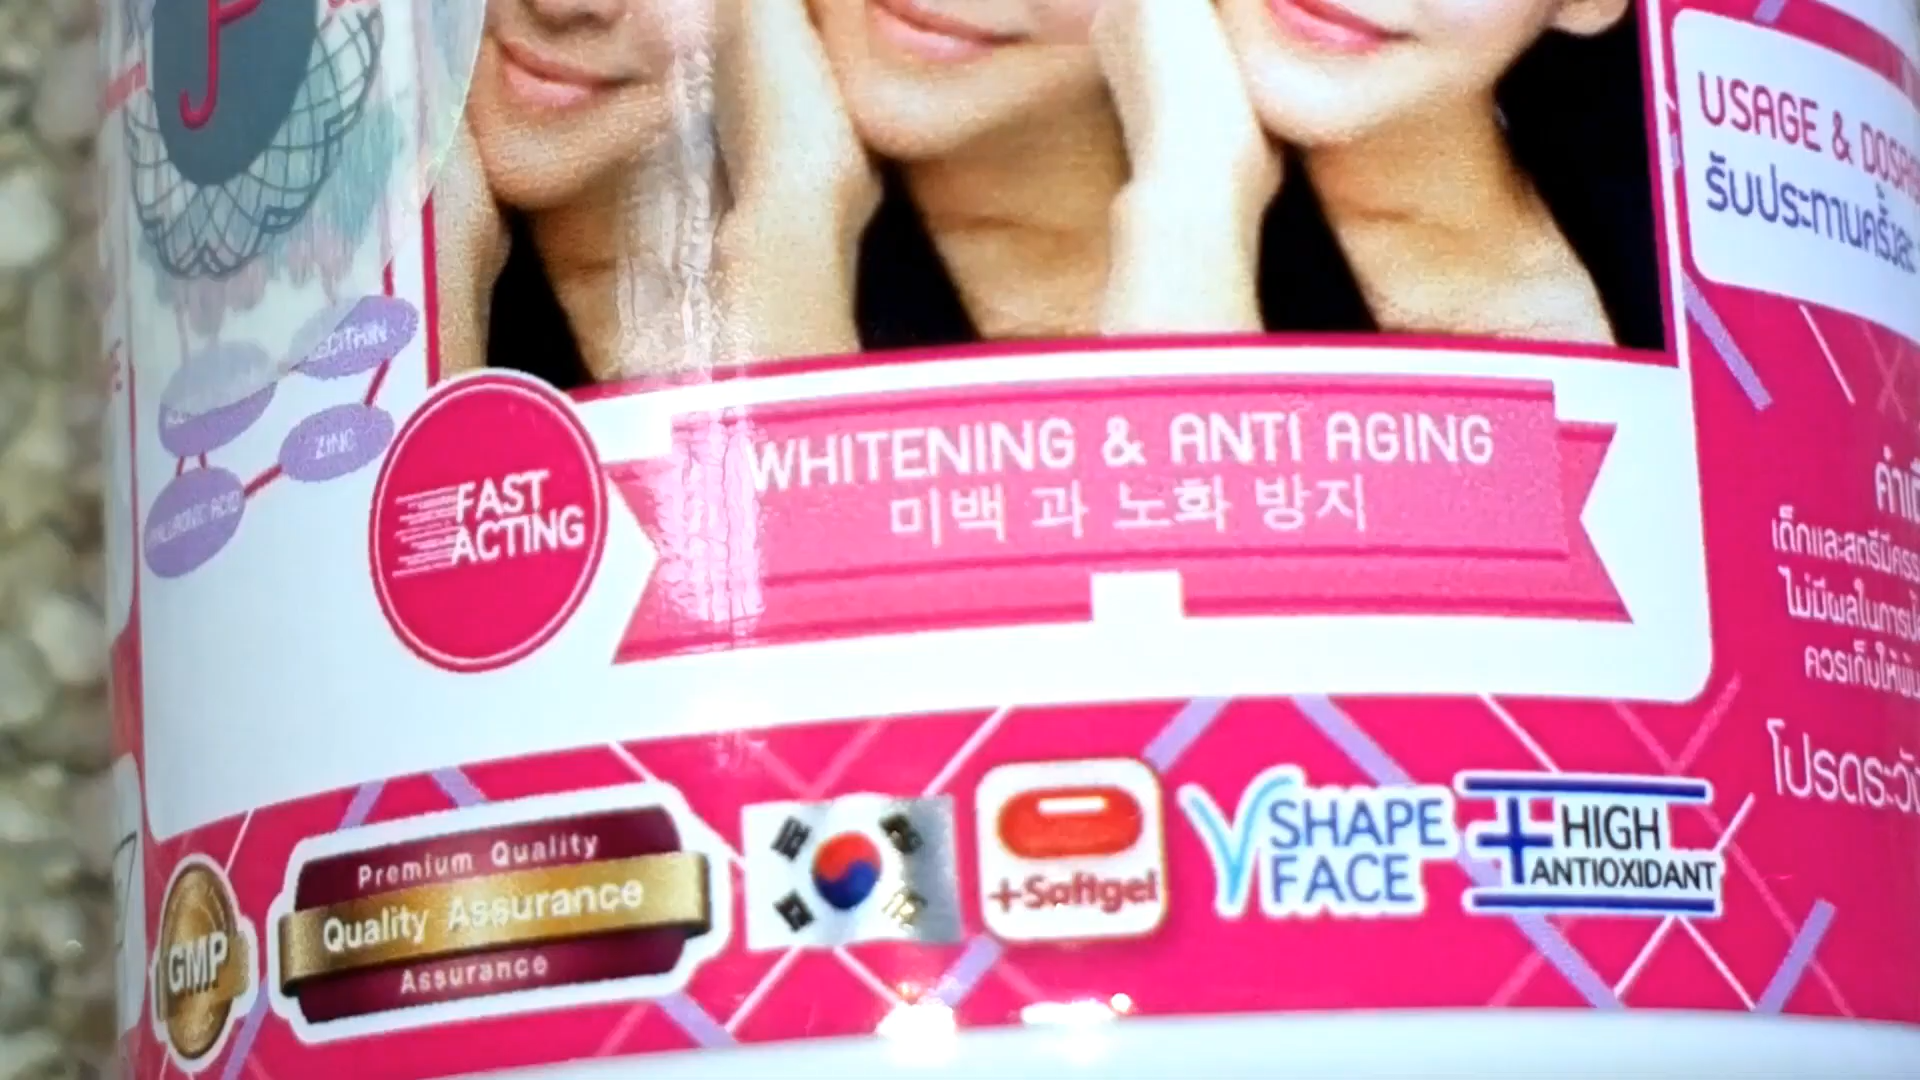 USAGE &
รับประทานครั้งละ
ZINC
HYALURONIC ACID
FAST
ACTING
WHITENING & ANTI AGING
미백 과 노화 방지
เด็กและสตรีมีครร
ไม่มีผลในการป้
ควรเก็บให้พ้น
โปรดระวัง
GMP
Premium Quality
Quality Assurance
Assurance
+Softgel
V SHAPE
FACE
+HIGH
ANTIOXIDANT